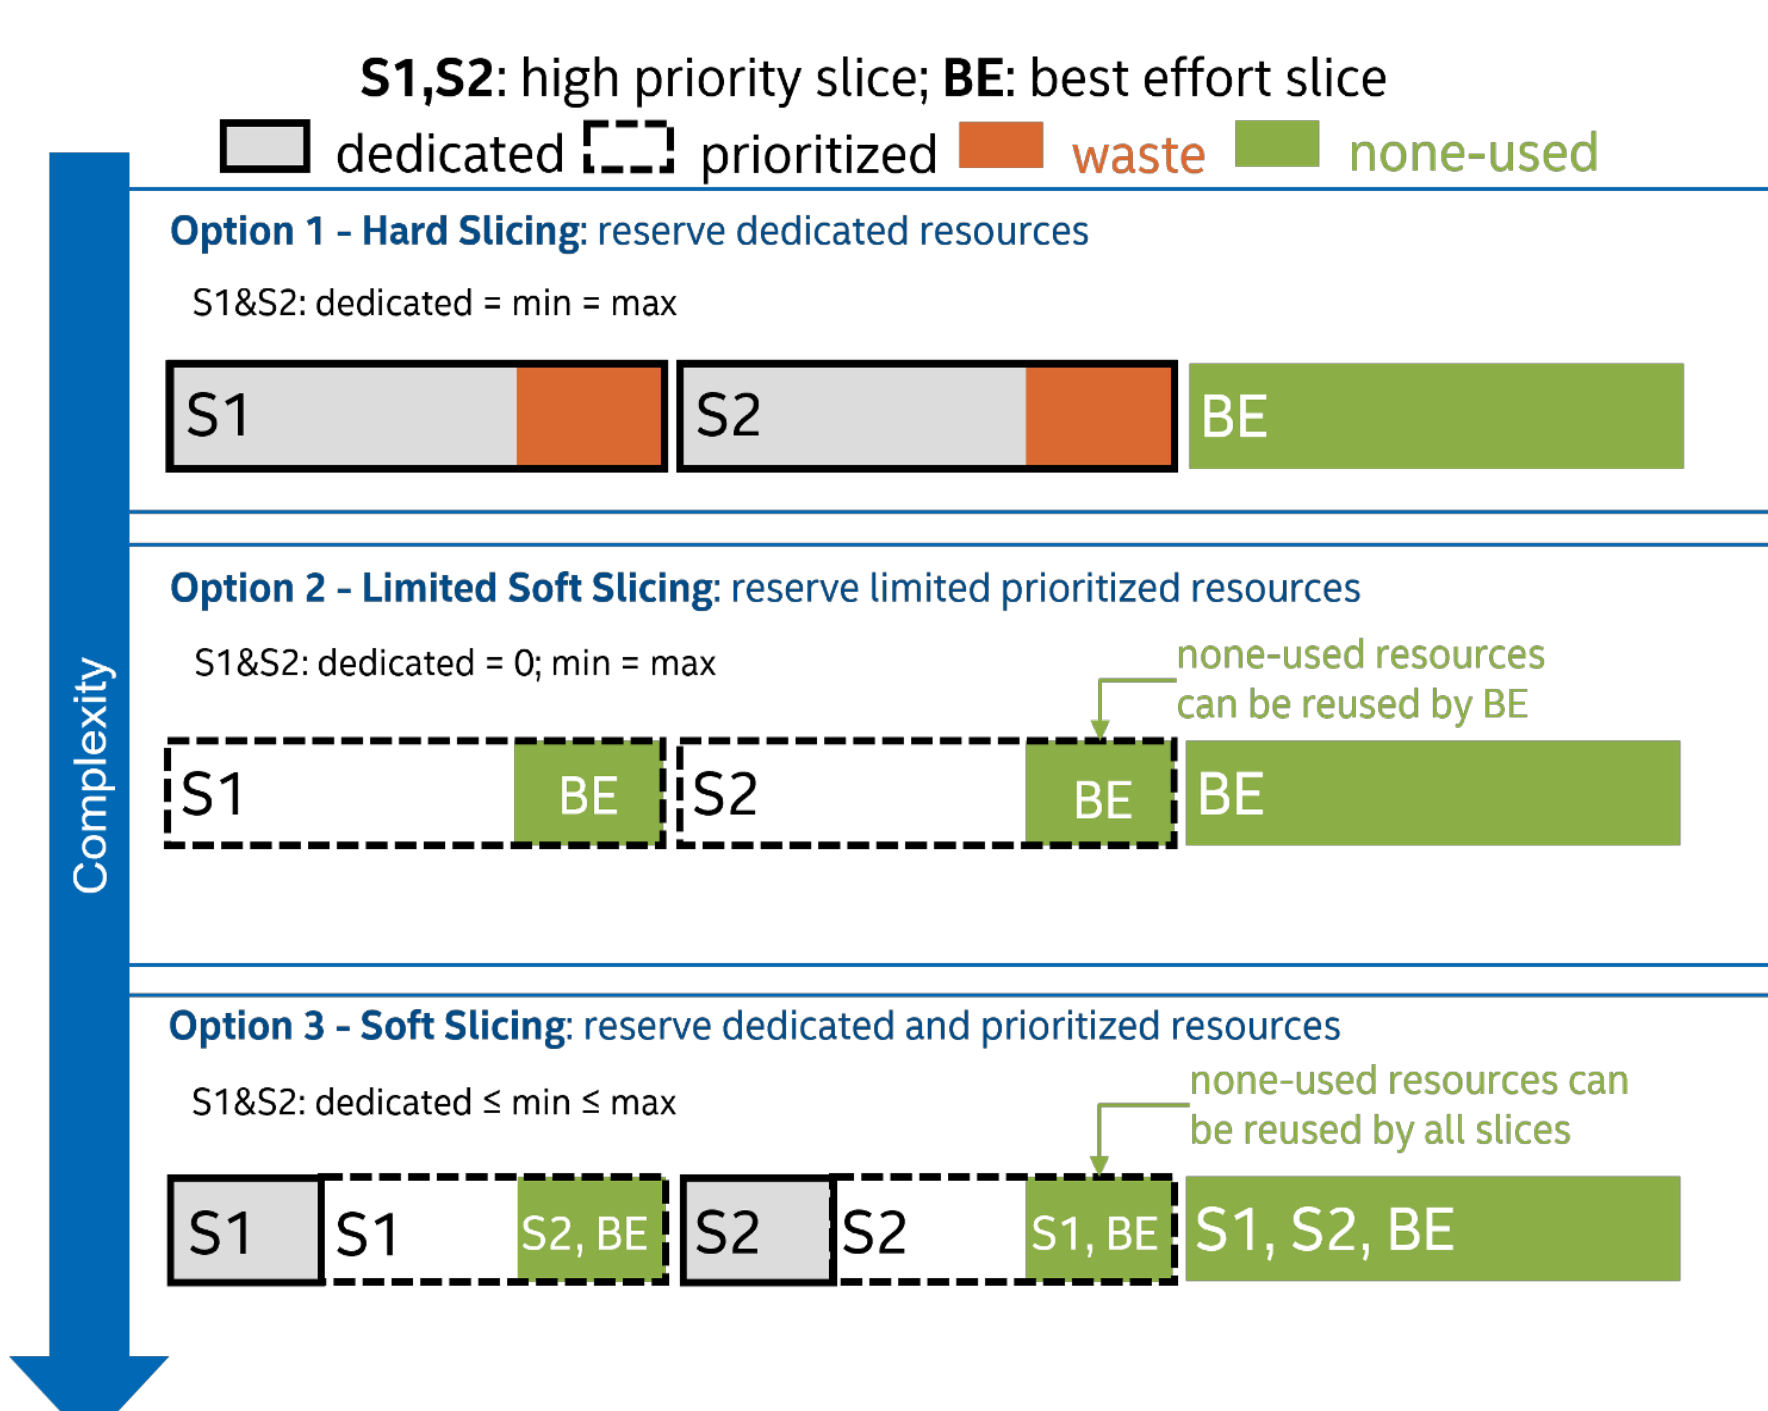 S1,S2: high priority slice; BE: best effort slice
dedicated prioritized waste none-used
Option 1 - Hard Slicing: reserve dedicated resources
S1&S2: dedicated = min = max
S1 S2 BE
Complexity
Option 2 - Limited Soft Slicing: reserve limited prioritized resources
S1&S2: dedicated = 0; min = max
none-used resources
can be reused by BE
S1 BE S2 BE BE
Option 3 - Soft Slicing: reserve dedicated and prioritized resources
S1&S2: dedicated ≤ min ≤ max
none-used resources can
be reused by all slices
S1 S1 S2, BE S2 S2 S1, BE S1, S2, BE